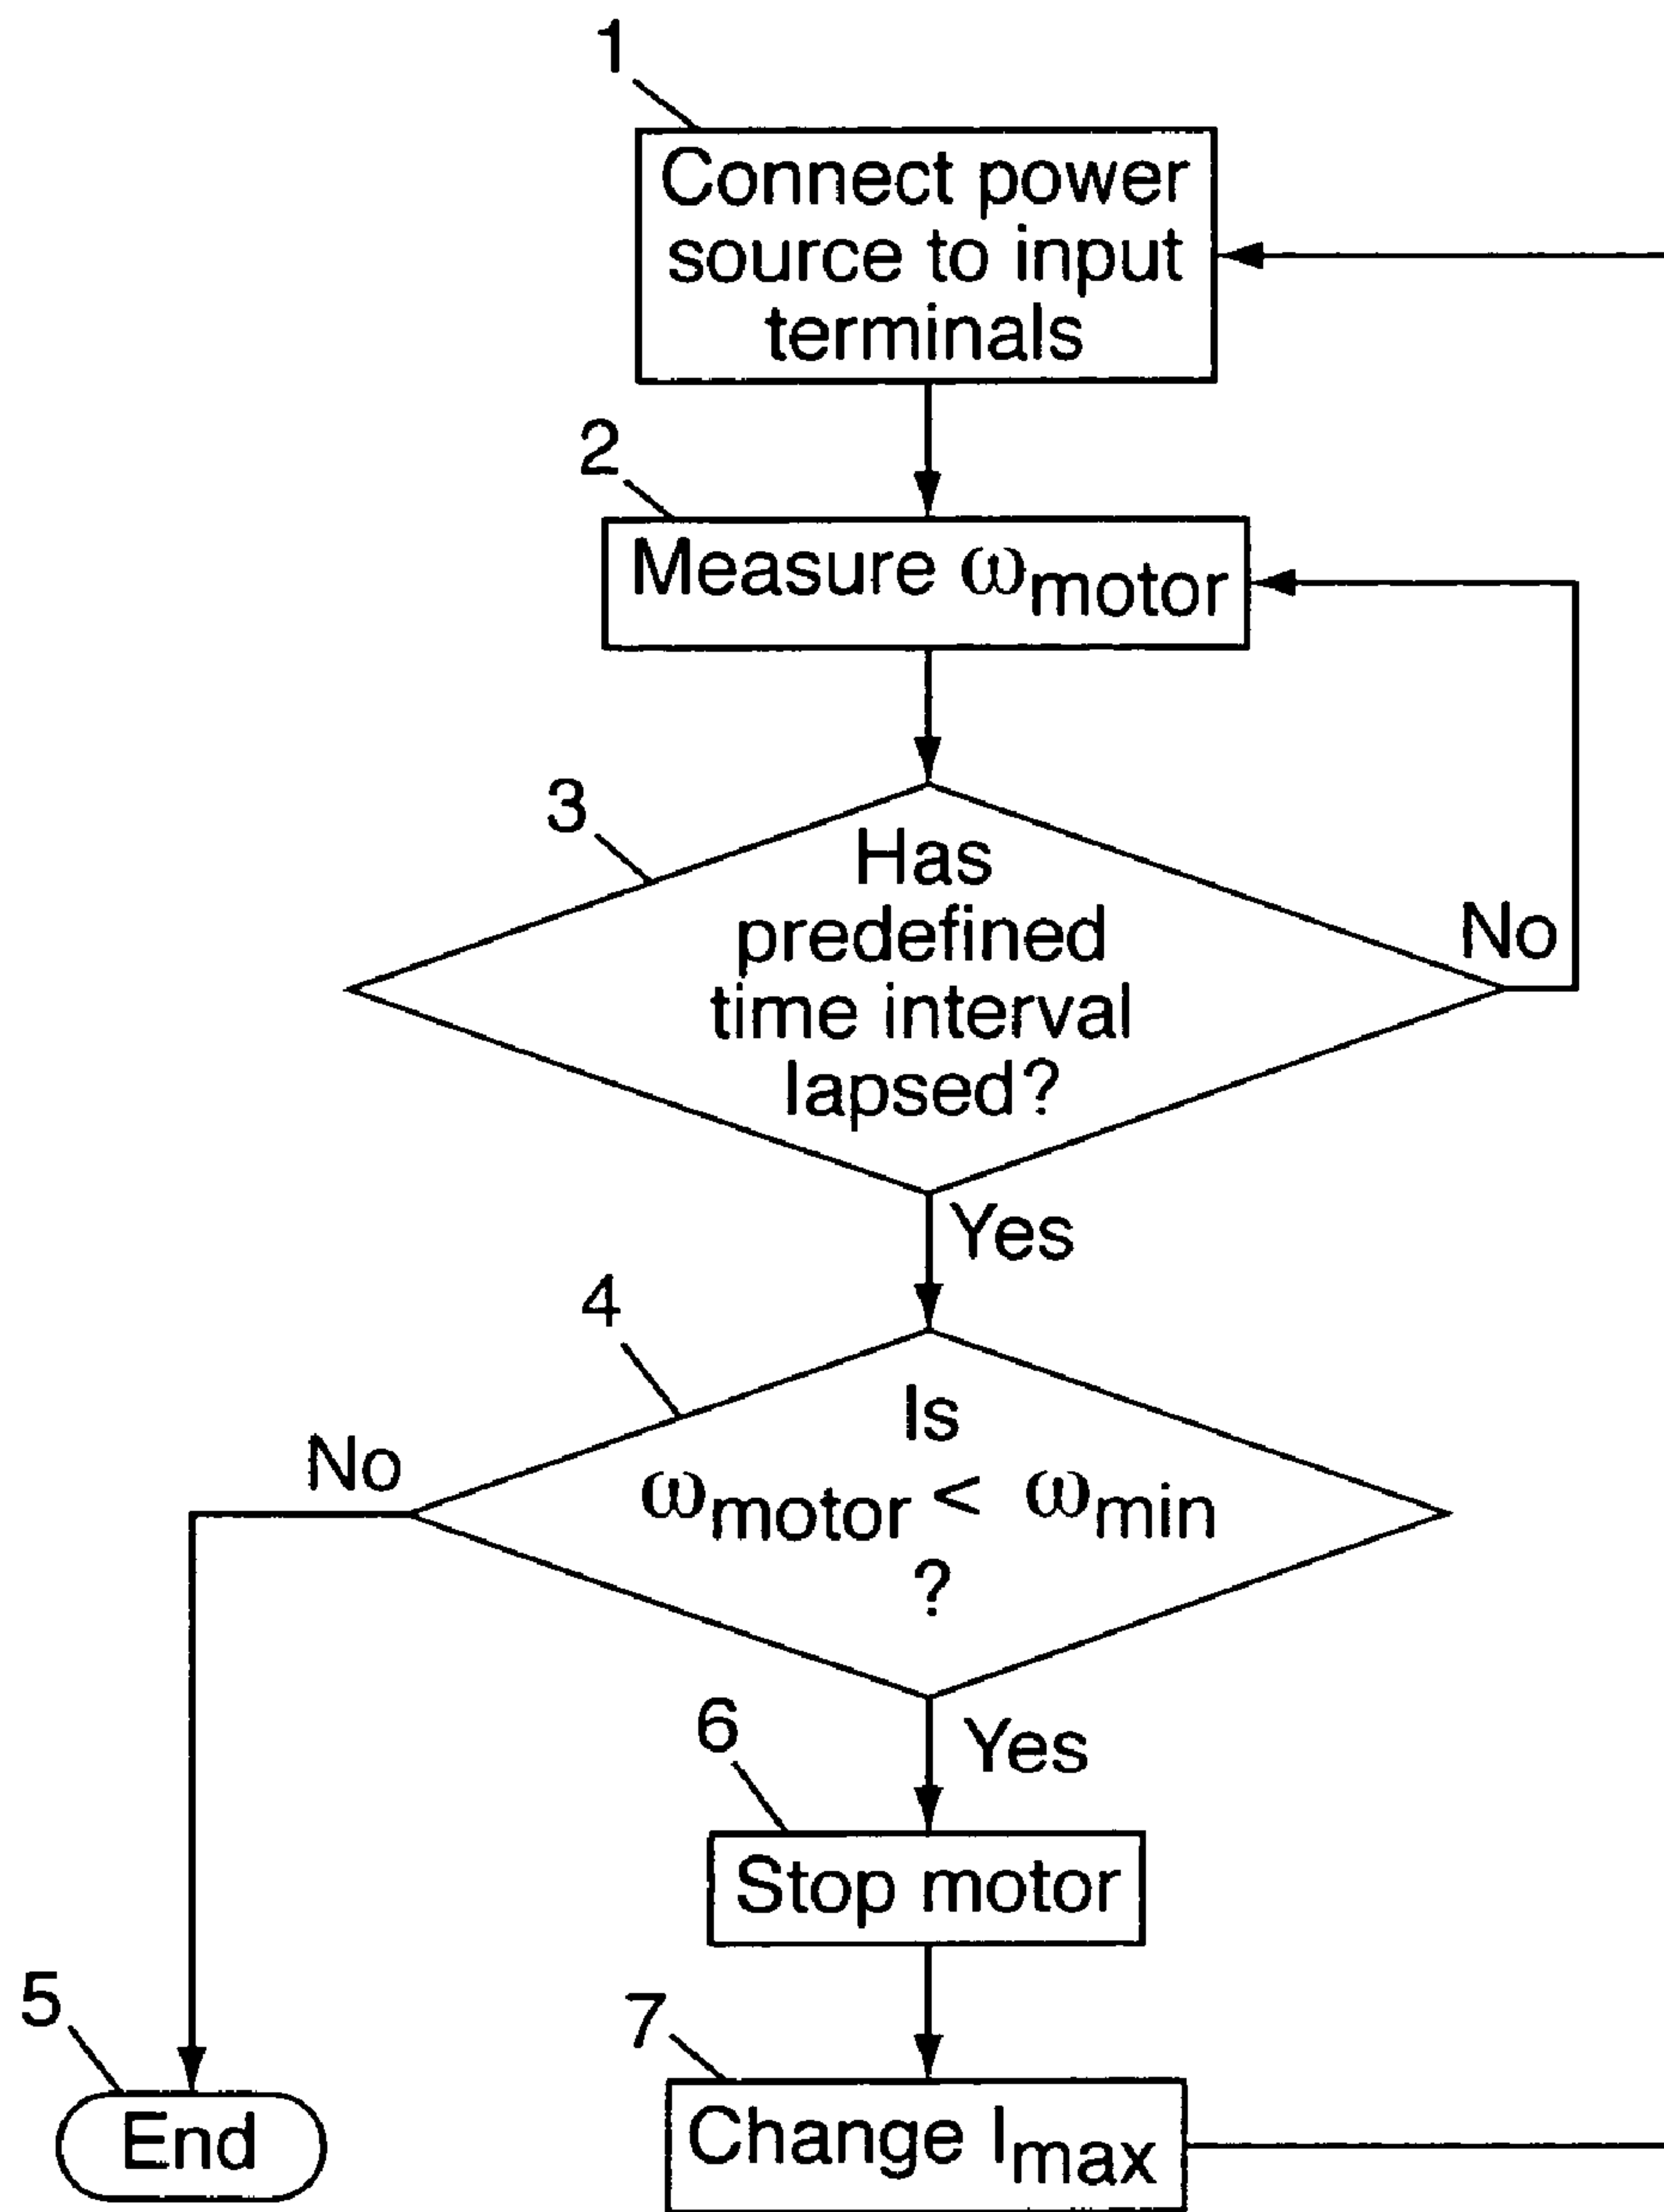 1
Connect power
source to input
terminals
2
Measure ωmotor
3
Has
predefined
time interval
lapsed?
No
Yes
4
Is
ωmotor < ωmin
?
No
Yes
6
Stop motor
5
End
7
Change Imax